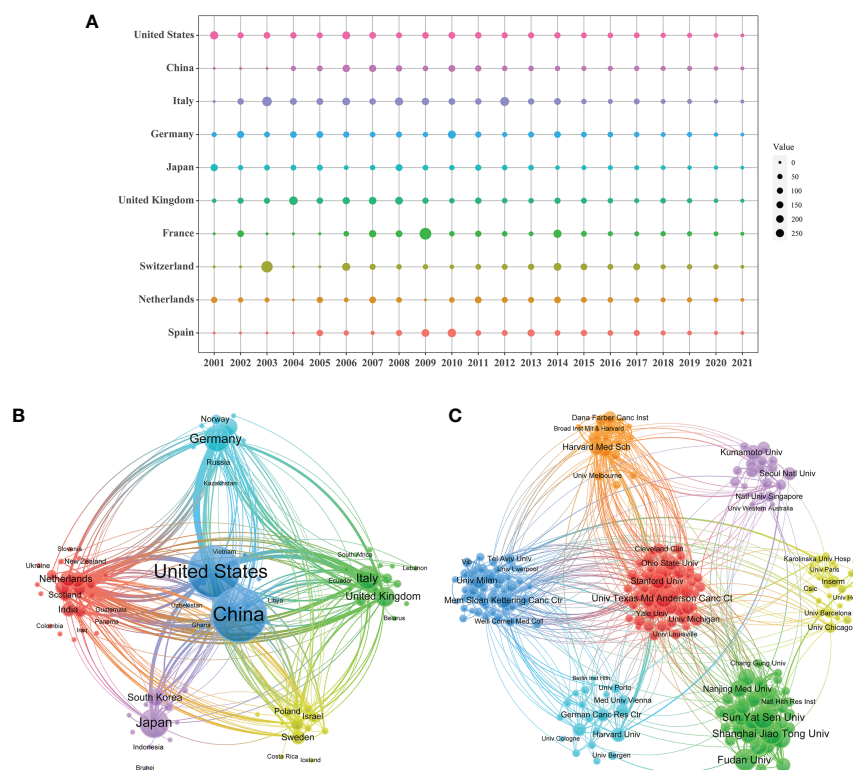 A
United States
China
Italy
Germany
Japan
United Kingdom
France
Switzerland
Netherlands
Spain
2001 2002 2003 2004 2005 2006 2007 2008 2009 2010 2011 2012 2013 2014 2015 2016 2017 2018 2019 2020 2021
Value
0
50
100
150
200
250
B
Norway
Germany
Russia
Kazakhstan
Vietnam
United States
China
Uzbekistan
Ghana
Libya
Slovenia
Ukraine
New Zealand
Netherlands
Scotland
India
Guatemala
Panama
Colombia
Iraq
South Africa
Lebanon
Ecuador
Italy
United Kingdom
Belarus
South Korea
Japan
Indonesia
Brunei
Poland
Israel
Sweden
Costa Rica
Iceland
C
Dana Farber Canc Inst
Broad Inst Mit & Harvard
Harvard Med Sch
Univ Melbourne
Kumamoto Univ
Seoul Natl Univ
Natl Univ Singapore
Univ Western Australia
Cleveland Clin
Ohio State Univ
Stanford Univ
Univ Texas Md Anderson Canc Ct
Yale Univ
Univ Michigan
Univ Louisville
Tel Aviv Univ
Vib
Univ Liverpool
Univ Milan
Mem Sloan Kettering Canc Ctr
Weill Cornell Med Coll
Karolinska Univ Hosp
Univ Paris
Inserm
Csic
Univ Barcelona
Univ Chicago
Berlin Inst Hlth
Univ Porto
Med Univ Vienna
German Canc Res Ctr
Harvard Univ
Univ Cologne
Univ Bergen
Chang Gung Univ
Nanjing Med Univ
Natl Hlth Res Inst
Sun Yat Sen Univ
Shanghai Jiao Tong Univ
Fudan Univ